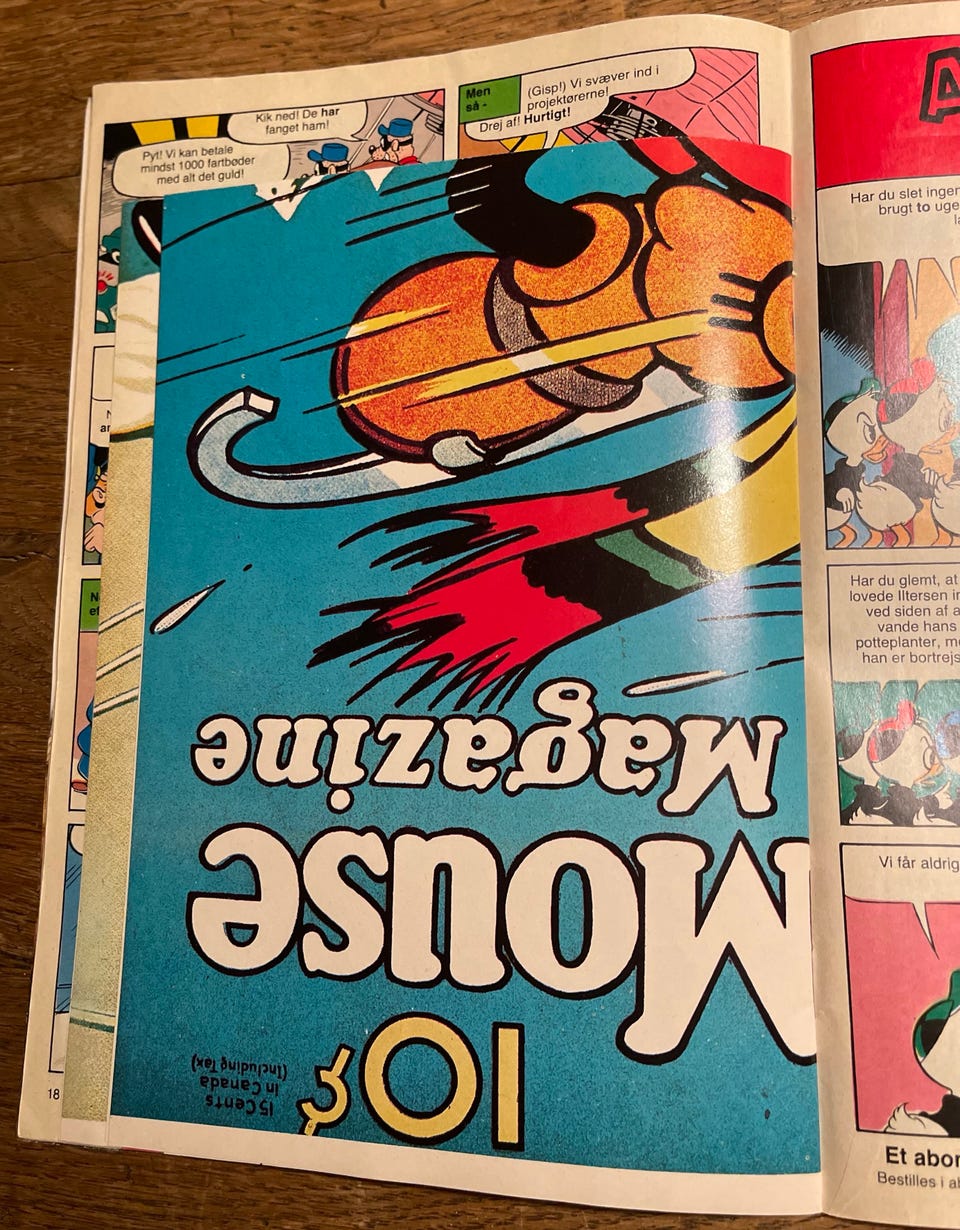 Kik ned! De har
fanget ham!
Pyt! Vi kan betale
mindst 1000 fartbøder
med alt det guld!
Men
så -
(Gisp!) Vi svæver ind i
projektørerne!
Drej af! Hurtigt!
Mouse
Magazine
10¢
15 Cents
In Canada
(Including Tax)
18
A
Har du slet ingen
brugt to uge
Har du glemt, at
lovede Iltersen
ved siden af
vande hans
potteplanter,
han er bortrejs
Vi får aldrig
Et abon
Bestilles i